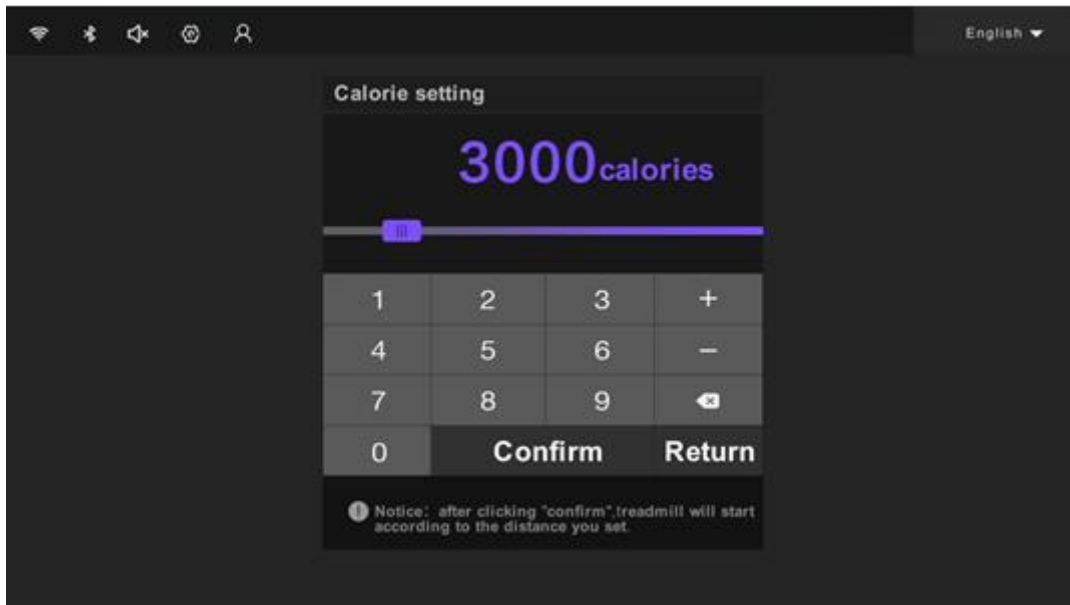 English
Calorie setting
3000calories
1 2 3 +
4 5 6 −
7 8 9
0 Confirm Return
Notice: after clicking "confirm",treadmill will start
according to the distance you set.